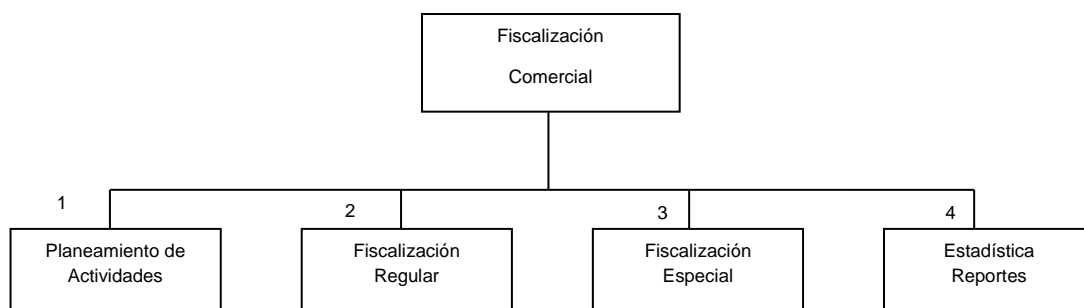 Fiscalización
Comercial
1
2
3
4
Planeamiento de
Actividades
Fiscalización
Regular
Fiscalización
Especial
Estadística
Reportes